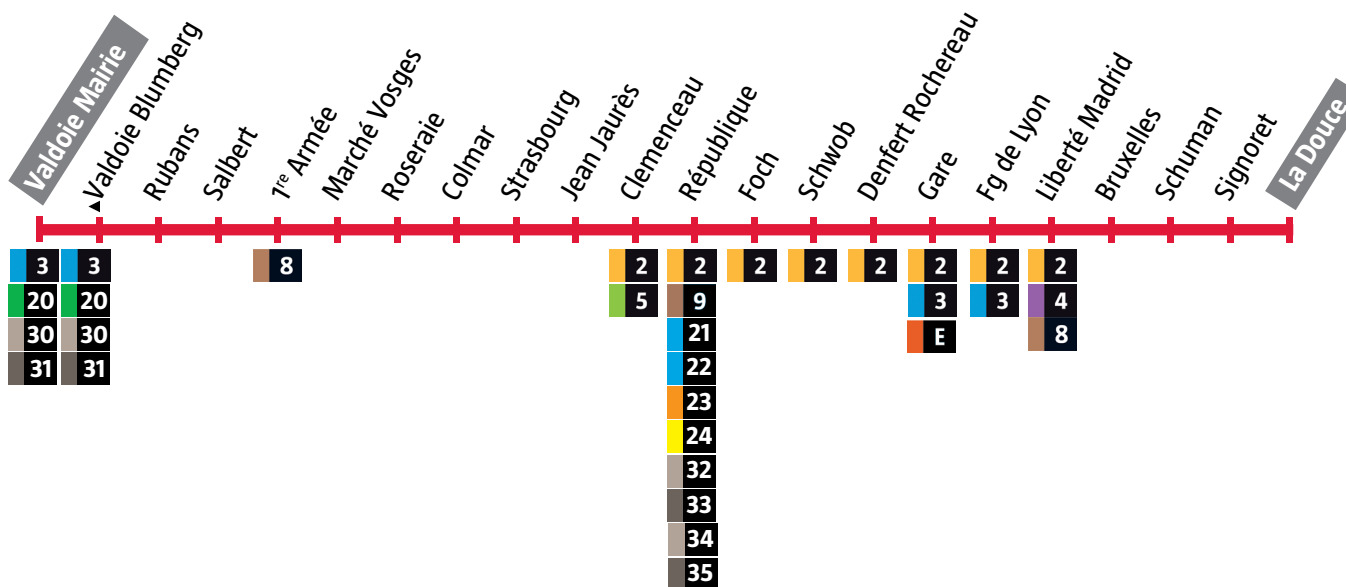 Valdoie Mairie
Valdoie Blumberg
Rubans
Salbert
1re Armée
Marché Vosges
Roseraie
Colmar
Strasbourg
Jean Jaurès
Clemenceau
République
Foch
Schwob
Denfert Rochereau
Gare
Fg de Lyon
Liberté Madrid
Bruxelles
Schuman
Signoret
La Douce
3 3 8 2 2 2 2 2 2 2 2
20 20 5 9 3 3 4
30 30 21 E 8
31 31 22
23
24
32
33
34
35